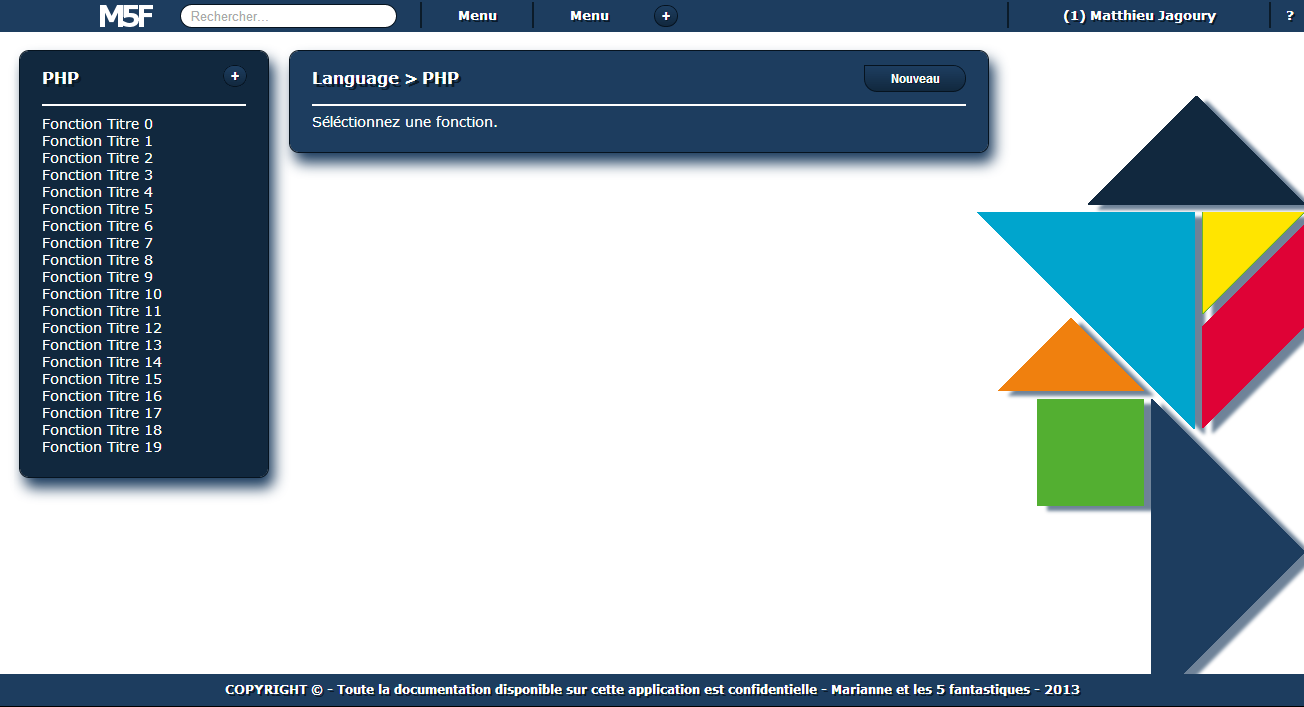 M5F Rechercher... Menu Menu + (1) Matthieu Jagoury ?
PHP +
Fonction Titre 0
Fonction Titre 1
Fonction Titre 2
Fonction Titre 3
Fonction Titre 4
Fonction Titre 5
Fonction Titre 6
Fonction Titre 7
Fonction Titre 8
Fonction Titre 9
Fonction Titre 10
Fonction Titre 11
Fonction Titre 12
Fonction Titre 13
Fonction Titre 14
Fonction Titre 15
Fonction Titre 16
Fonction Titre 17
Fonction Titre 18
Fonction Titre 19
Language > PHP Nouveau
Séléctionnez une fonction.
COPYRIGHT © - Toute la documentation disponible sur cette application est confidentielle - Marianne et les 5 fantastiques - 2013